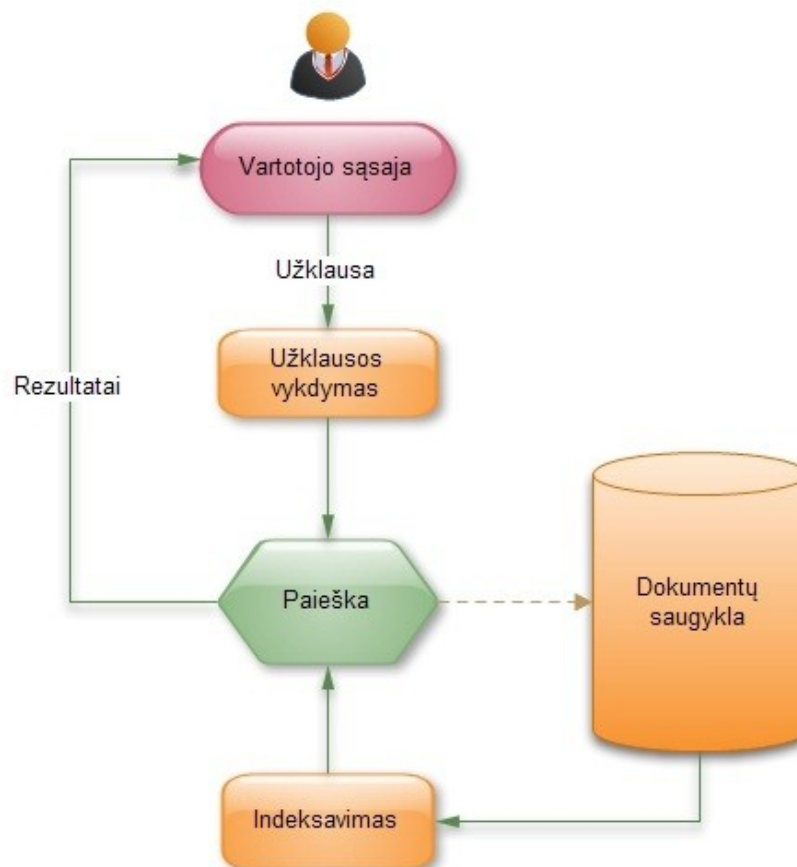 Vartotojo sąsaja
Užklausa
Užklausos
vykdymas
Rezultatai
Paieška
Dokumentų
saugykla
Indeksavimas